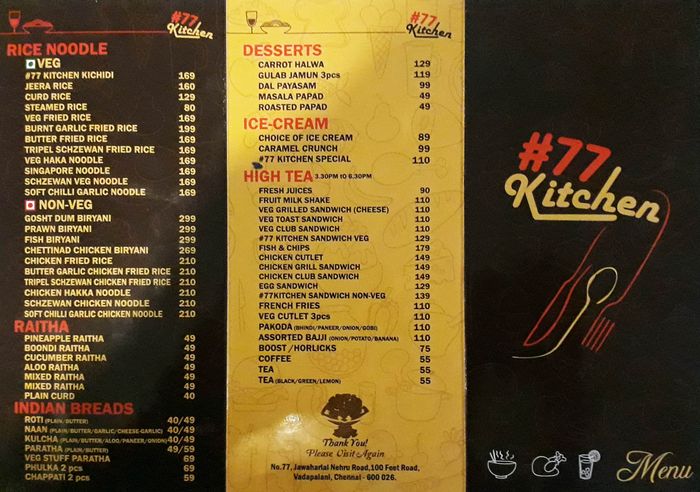 #77
Kitchen
RICE NOODLE
VEG
#77 KITCHEN KICHIDI 169
JEERA RICE 160
CURD RICE 129
STEAMED RICE 80
VEG FRIED RICE 169
BURNT GARLIC FRIED RICE 199
BUTTER FRIED RICE 169
TRIPEL SCHZEWAN FRIED RICE 169
VEG HAKA NOODLE 169
SINGAPORE NOODLE 169
SCHZEWAN VEG NOODLE 169
SOFT CHILLI GARLIC NOODLE 169
NON-VEG
GOSHT DUM BIRYANI 299
PRAWN BIRYANI 299
FISH BIRYANI 299
CHETTINAD CHICKEN BIRYANI 269
CHICKEN FRIED RICE 210
BUTTER GARLIC CHICKEN FRIED RICE 210
TRIPEL SCHZEWAN CHICKEN FRIED RICE 210
CHICKEN HAKKA NOODLE 210
SCHZEWAN CHICKEN NOODLE 210
SOFT CHILLI GARLIC CHICKEN NOODLE 210
RAITHA
PINEAPPLE RAITHA 49
BOONDI RAITHA 49
CUCUMBER RAITHA 49
ALOO RAITHA 49
MIXED RAITHA 49
MIXED RAITHA 49
PLAIN CURD 40
INDIAN BREADS
ROTI (PLAIN/BUTTER) 40/49
NAAN (PLAIN/BUTTER/GARLIC/CHEESE-GARLIC) 40/49
KULCHA (PLAIN/BUTTER/ALOO/PANEER/ONION) 40/49
PARATHA (PLAIN/BUTTER) 49/59
VEG STUFF PARATHA 69
PHULKA 2 PES 69
CHAPPATI 2 PES 59
#77
Kitchen
DESSERTS
CARROT HALWA 129
GULAB JAMUN 3pcs 119
DAL PAYASAM 99
MASALA PAPAD 49
ROASTED PAPAD 49
ICE-CREAM
CHOICE OF ICE CREAM 89
CARAMEL CRUNCH 99
#77 KITCHEN SPECIAL 110
HIGH TEA 3.30PM to 6.30PM
FRESH JUICES 90
FRUIT MILK SHAKE 110
VEG GRILLED SANDWICH (CHEESE) 110
VEG TOAST SANDWICH 110
VEG CLUB SANDWICH 110
#77 KITCHEN SANDWICH VEG 129
FISH & CHIPS 179
CHICKEN CUTLET 149
CHICKEN GRILL SANDWICH 149
CHICKEN CLUB SANDWICH 149
EGG SANDWICH 129
#77KITCHEN SANDWICH NON-VEG 139
FRENCH FRIES 110
VEG CUTLET 3pcs 110
PAKODA (BHINDI/PANEER/ONION/GOBI) 110
ASSORTED BAJJI (ONION/POTATO/BANANA) 110
BOOST /HORLICKS 75
COFFEE 55
TEA 55
TEA (BLACK/GREEN/LEMON) 55
Thank You!
Please Visit Again
No.77, Jawaharlal Nehru Road,100 Feet Road,
Vadapalani, Chennai - 600 026.
#77
Kitchen
Menu